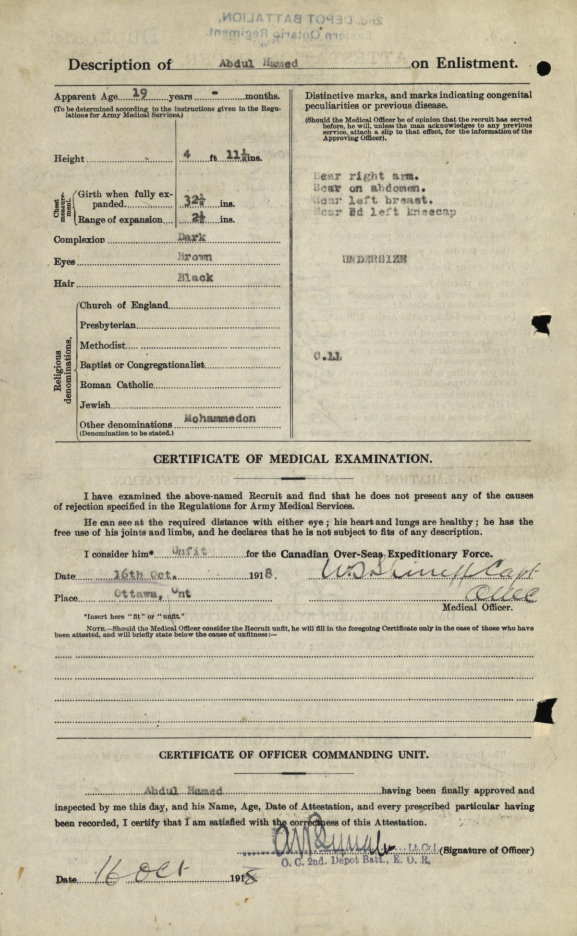 2nd. DEPOT BATTALION,
Eastern Ontario Regiment
Description of Abdul Hamed on Enlistment.
Apparent Age 19 years - months.
(To be determined according to the instructions given in the Regu-
lations for Army Medical Services.)
Height 4 ft 11½ ins.
Chest measurement.
Girth when fully ex-
panded 32½ ins.
Range of expansion 2½ ins.
Complexion Dark
Eyes Brown
Hair Black
Religious denominations.
Church of England
Presbyterian
Methodist
Baptist or Congregationalist
Roman Catholic
Jewish
Other denominations Mohammedon
(Denomination to be stated.)
Distinctive marks, and marks indicating congenital
peculiarities or previous disease.
(Should the Medical Officer be of opinion that the recruit has served
before, he will, unless the man acknowledges to any previous
service, attach a slip to that effect, for the information of the
Approving Officer).
Scar right arm.
Scar on abdomen.
Scar left breast.
Scar left kneecap
UNDERSIZE
C.11
CERTIFICATE OF MEDICAL EXAMINATION.
I have examined the above-named Recruit and find that he does not present any of the causes
of rejection specified in the Regulations for Army Medical Services.
He can see at the required distance with either eye; his heart and lungs are healthy; he has the
free use of his joints and limbs, and he declares that he is not subject to fits of any description.
I consider him* Unfit for the Canadian Over-Seas Expeditionary Force.
Date 16th Oct. 1918. Capt
Place Ottawa, Ont
Medical Officer.
*Insert here "fit" or "unfit."
NOTE.—Should the Medical Officer consider the Recruit unfit, he will fill in the foregoing Certificate only in the case of those who have
been attested, and will briefly state below the cause of unfitness:—
CERTIFICATE OF OFFICER COMMANDING UNIT.
Abdul Hamed having been finally approved and
inspected by me this day, and his Name, Age, Date of Attestation, and every prescribed particular having
been recorded, I certify that I am satisfied with the correctness of this Attestation.
Lt. Col. (Signature of Officer)
O. C. 2nd. Depot Batt., E. O. R.
Date 16 Oct 1918